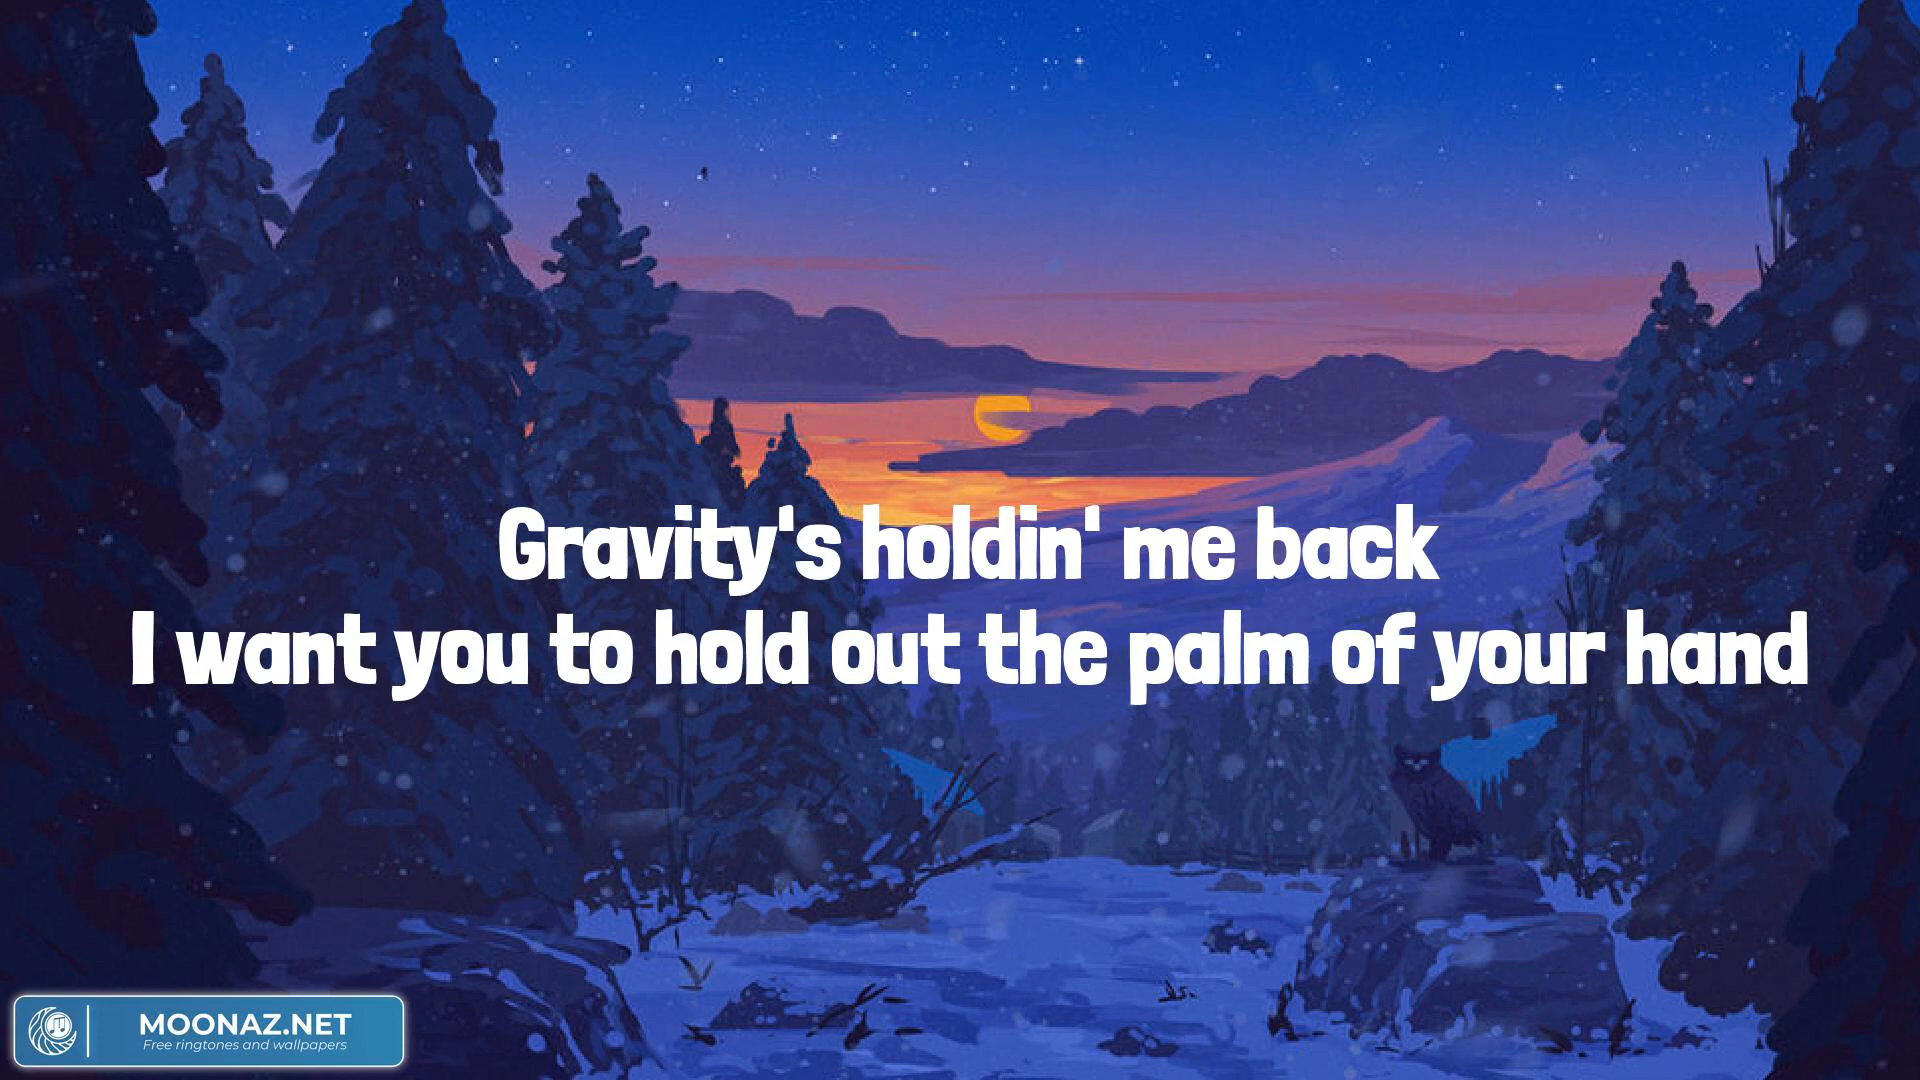 Gravity's holdin' me back
I want you to hold out the palm of your hand
MOONAZ.NET
Free ringtones and wallpapers